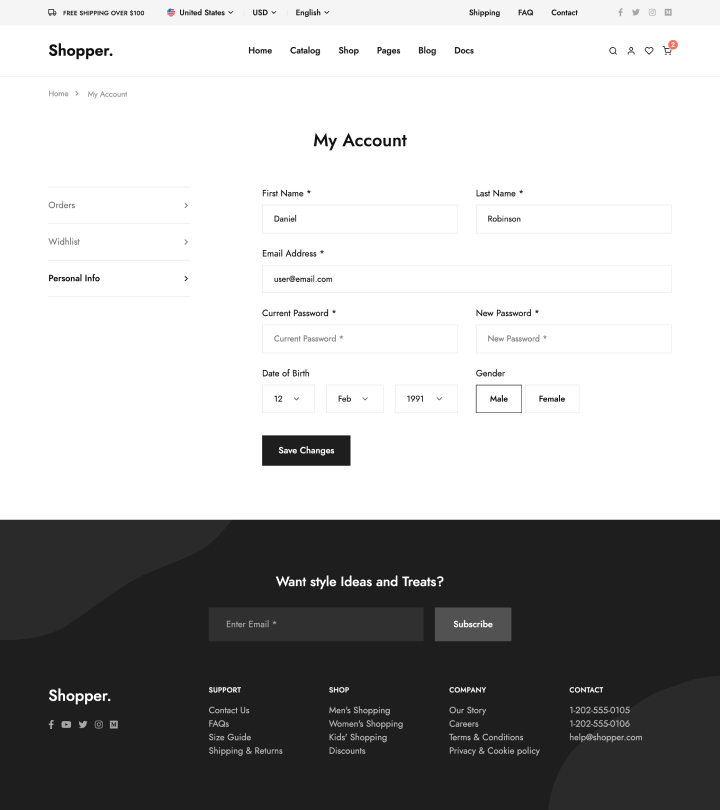 FREE SHIPPING OVER $100 United States USD English Shipping FAQ Contact
Shopper. Home Catalog Shop Pages Blog Docs 2
Home My Account
My Account
Orders
Widhlist
Personal Info
First Name * Last Name *
Daniel Robinson
Email Address *
user@email.com
Current Password * New Password *
Current Password * New Password *
Date of Birth Gender
12 Feb 1991 Male Female
Save Changes
Want style Ideas and Treats?
Enter Email * Subscribe
Shopper.
SUPPORT
Contact Us
FAQs
Size Guide
Shipping & Returns
SHOP
Men's Shopping
Women's Shopping
Kids' Shopping
Discounts
COMPANY
Our Story
Careers
Terms & Conditions
Privacy & Cookie policy
CONTACT
1-202-555-0105
1-202-555-0106
help@shopper.com